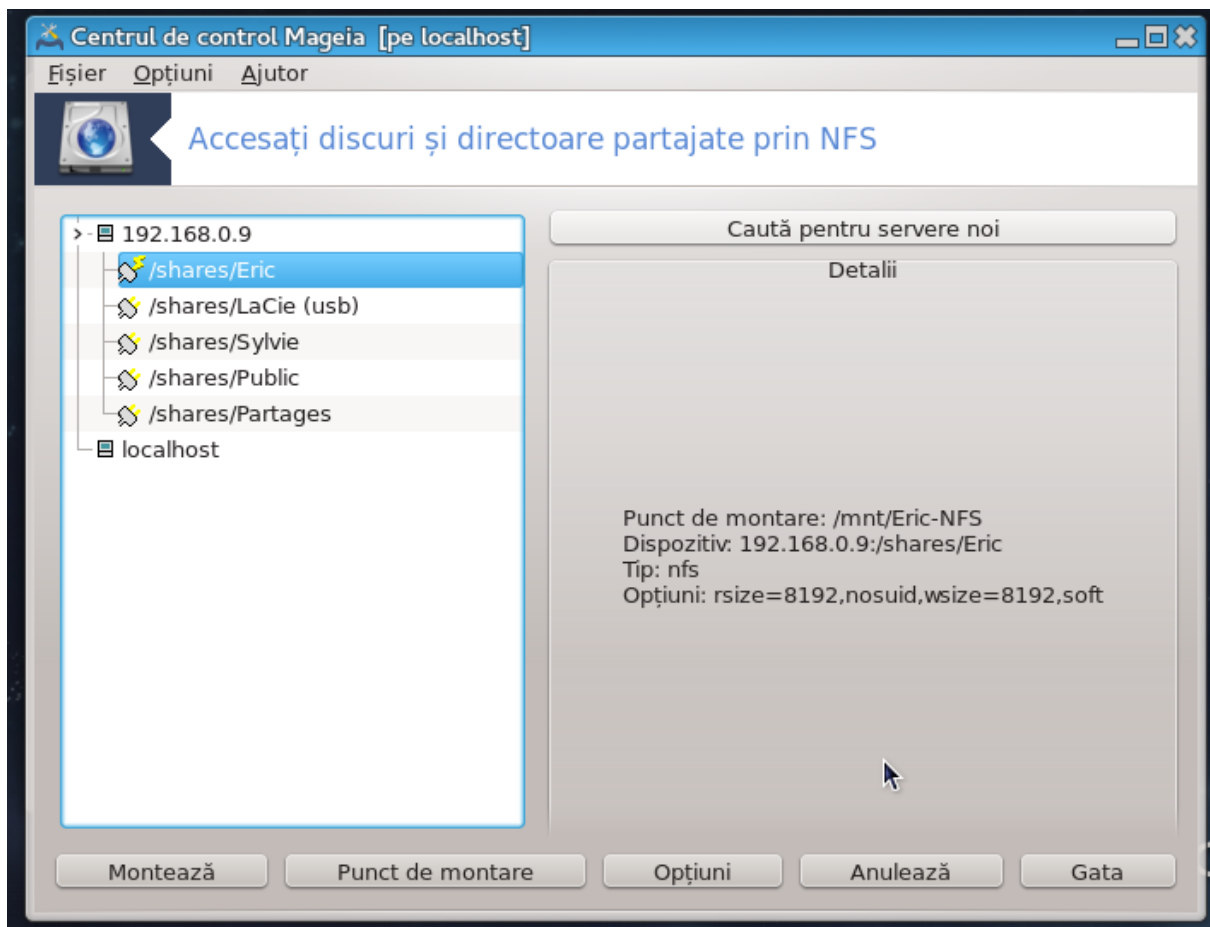 Centrul de control Mageia [pe localhost]
Fișier Opțiuni Ajutor
Accesați discuri și directoare partajate prin NFS
192.168.0.9
/shares/Eric
/shares/LaCie (usb)
/shares/Sylvie
/shares/Public
/shares/Partages
localhost
Caută pentru servere noi
Detalii
Punct de montare: /mnt/Eric-NFS
Dispozitiv: 192.168.0.9:/shares/Eric
Tip: nfs
Opțiuni: rsize=8192,nosuid,wsize=8192,soft
Montează Punct de montare Opțiuni Anulează Gata